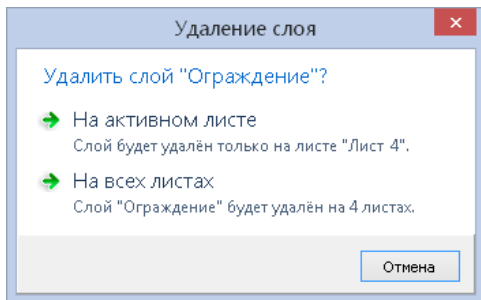 Удаление слоя
Удалить слой "Ограждение"?
На активном листе
Слой будет удалён только на листе "Лист 4".
На всех листах
Слой "Ограждение" будет удалён на 4 листах.
Отмена